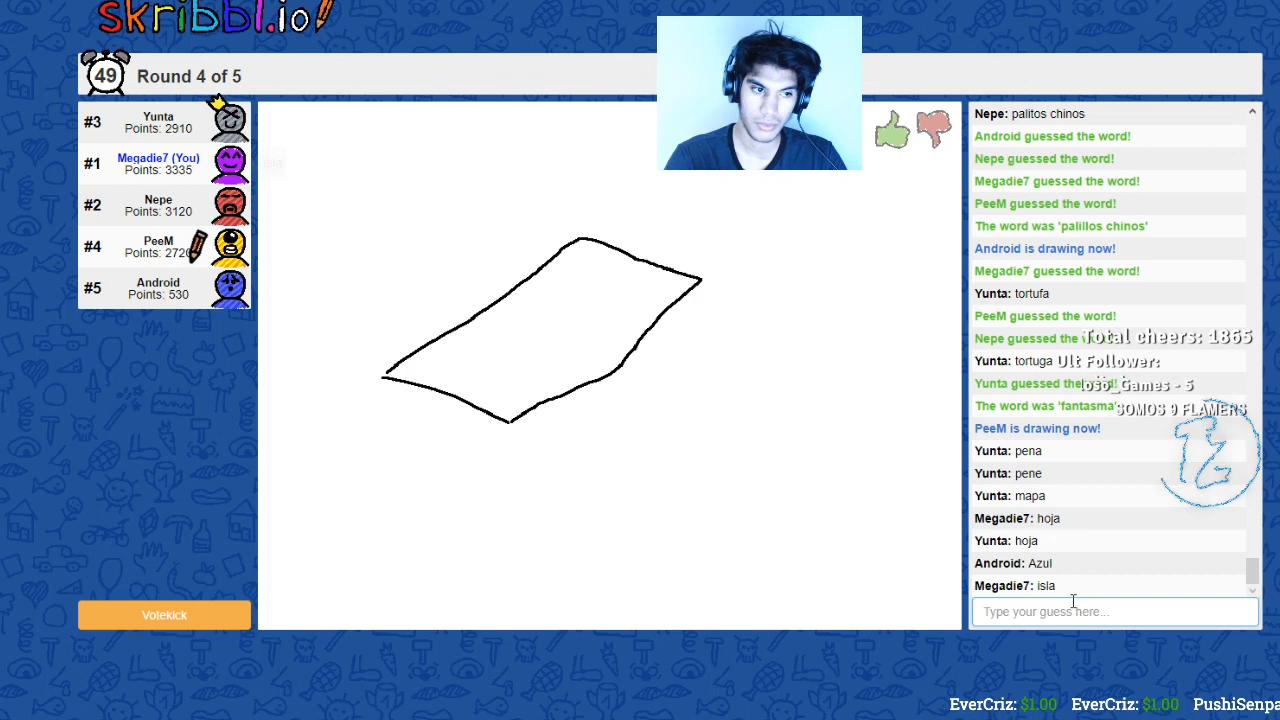 skribbl.io
49
Round 4 of 5
#3
Yunta
Points: 2910
#1
Megadie7 (You)
Points: 3335
#2
Nepe
Points: 3120
#4
PeeM
Points: 2720
#5
Android
Points: 530
Votekick
Nepe: palitos chinos
Android guessed the word!
Nepe guessed the word!
Megadie7 guessed the word!
PeeM guessed the word!
The word was 'palillos chinos'
Android is drawing now!
Megadie7 guessed the word!
Yunta: tortufa
PeeM guessed the word!
Nepe guessed the
Total cheers: 1865
Yunta: tortuga
Ult Follower:
Yunta guessed the
_Games - 5
The word was 'fantasma'
SOMOS 9 FLAMERS
PeeM is drawing now!
Yunta: pena
Yunta: pene
Yunta: mapa
Megadie7: hoja
Yunta: hoja
Android: Azul
Megadie7: isla
Type your guess here...
EverCriz: $1.00 EverCriz: $1.00 PushiSenpa